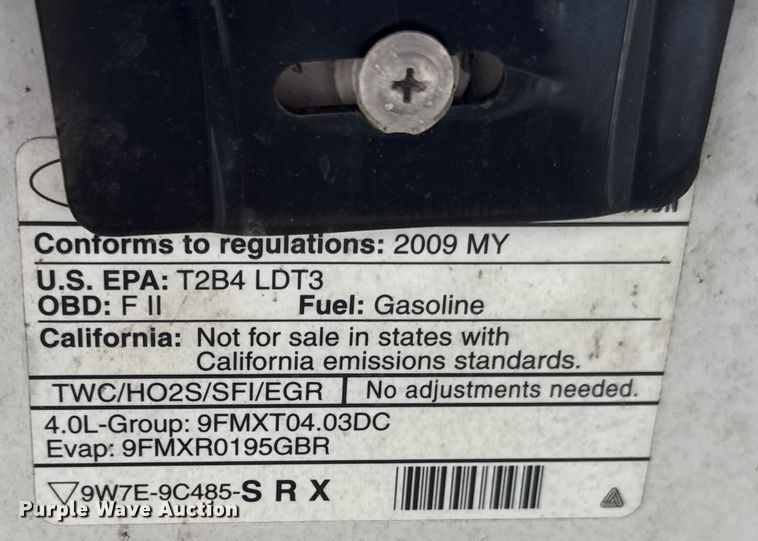 Conforms to regulations: 2009 MY
U.S. EPA: T2B4 LDT3
OBD: F II Fuel: Gasoline
California: Not for sale in states with
California emissions standards.
TWC/HO2S/SFI/EGR No adjustments needed.
4.0L-Group: 9FMXT04.03DC
Evap: 9FMXR0195GBR
9W7E-9C485-S R X
Purple Wave Auction